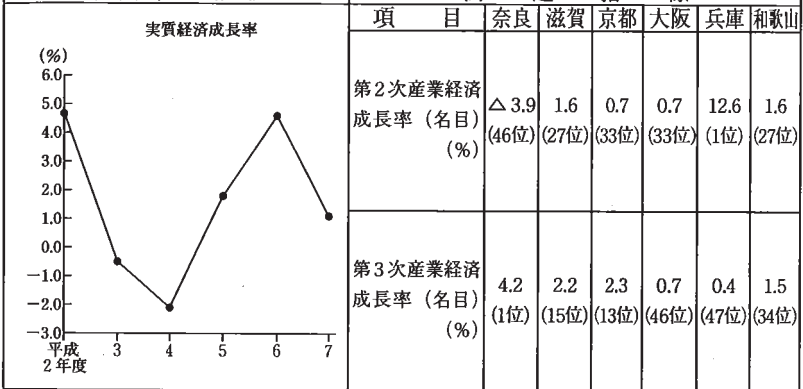 実質経済成長率
(%)
6.0
5.0
4.0
3.0
2.0
1.0
0.0
−1.0
−2.0
−3.0
平成
2年度
3 4 5 6 7
項 目 奈良 滋賀 京都 大阪 兵庫 和歌山
第2次産業経済
成長率（名目）
(%)
△3.9 1.6 0.7 0.7 12.6 1.6
(46位) (27位) (33位) (33位) (1位) (27位)
第3次産業経済
成長率（名目）
(%)
4.2 2.2 2.3 0.7 0.4 1.5
(1位) (15位) (13位) (46位) (47位) (34位)